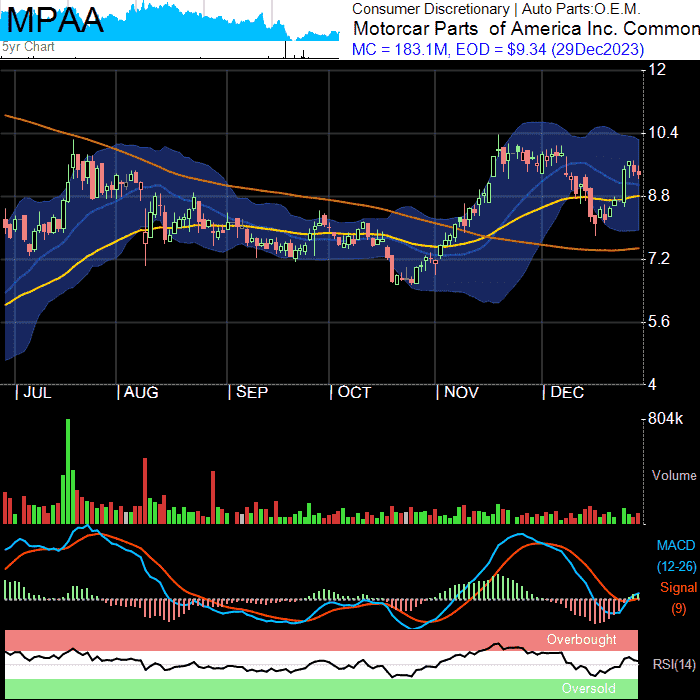 MPAA
5yr Chart
Consumer Discretionary | Auto Parts:O.E.M.
Motorcar Parts  of America Inc. Common
MC = 183.1M, EOD = $9.34 (29Dec2023)
12
10.4
8.8
7.2
5.6
4
JUL AUG SEP OCT NOV DEC
804k
Volume
MACD
(12-26)
Signal
(9)
Overbought
RSI(14)
Oversold